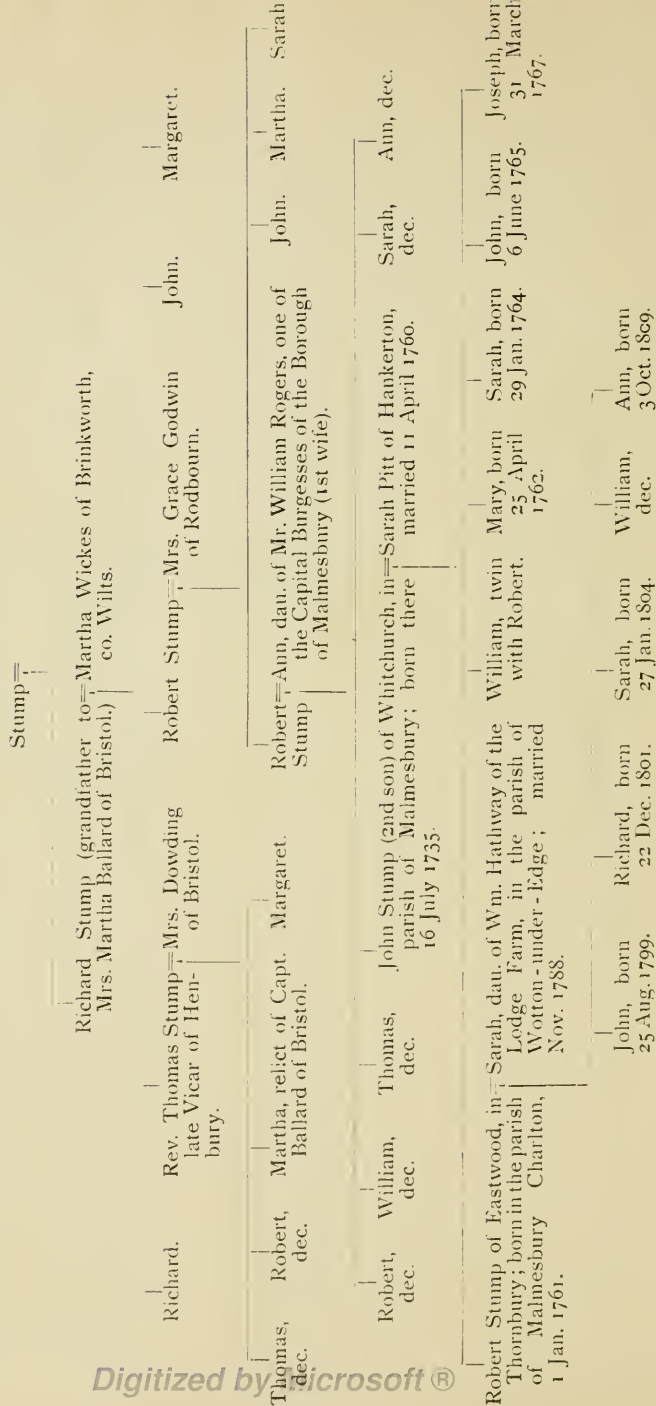 Stump=
Richard Stump (grandfather to=Martha Wickes of Brinkworth,
Mrs. Martha Ballard of Bristol.) co. Wilts.
Richard.
Rev. Thomas Stump=Mrs. Dowding
late Vicar of Hen- of Bristol.
bury.
Robert Stump=Mrs. Grace Godwin
of Rodbourn.
John.
Margaret.
Thomas,
dec.
Robert,
dec.
Martha, relict of Capt.
Ballard of Bristol.
Margaret.
Robert=Ann, dau. of Mr. William Rogers, one of
Stump the Capital Burgesses of the Borough
of Malmesbury (1st wife).
John.
Martha.
Sarah
Robert,
dec.
William,
dec.
Thomas,
dec.
John Stump (2nd son) of Whitchurch, in=Sarah Pitt of Hankerton,
parish of Malmesbury; born there married 11 April 1760.
16 July 1735.
Sarah,
dec.
Ann, dec.
Robert Stump of Eastwood, in=Sarah, dau. of Wm. Hathway of the
Thornbury; born in the parish Lodge Farm, in the parish of
of Malmesbury Charlton, Wotton-under-Edge; married
1 Jan. 1761. Nov. 1788.
William, twin
with Robert.
Mary, born
25 April
1762.
Sarah, born
29 Jan. 1764.
John, born
6 June 1765.
Joseph, born
31 March
1767.
John, born
25 Aug. 1799.
Richard, born
22 Dec. 1801.
Sarah, born
27 Jan. 1804.
William,
dec.
Ann, born
3 Oct. 1809.
Digitized by Microsoft ®